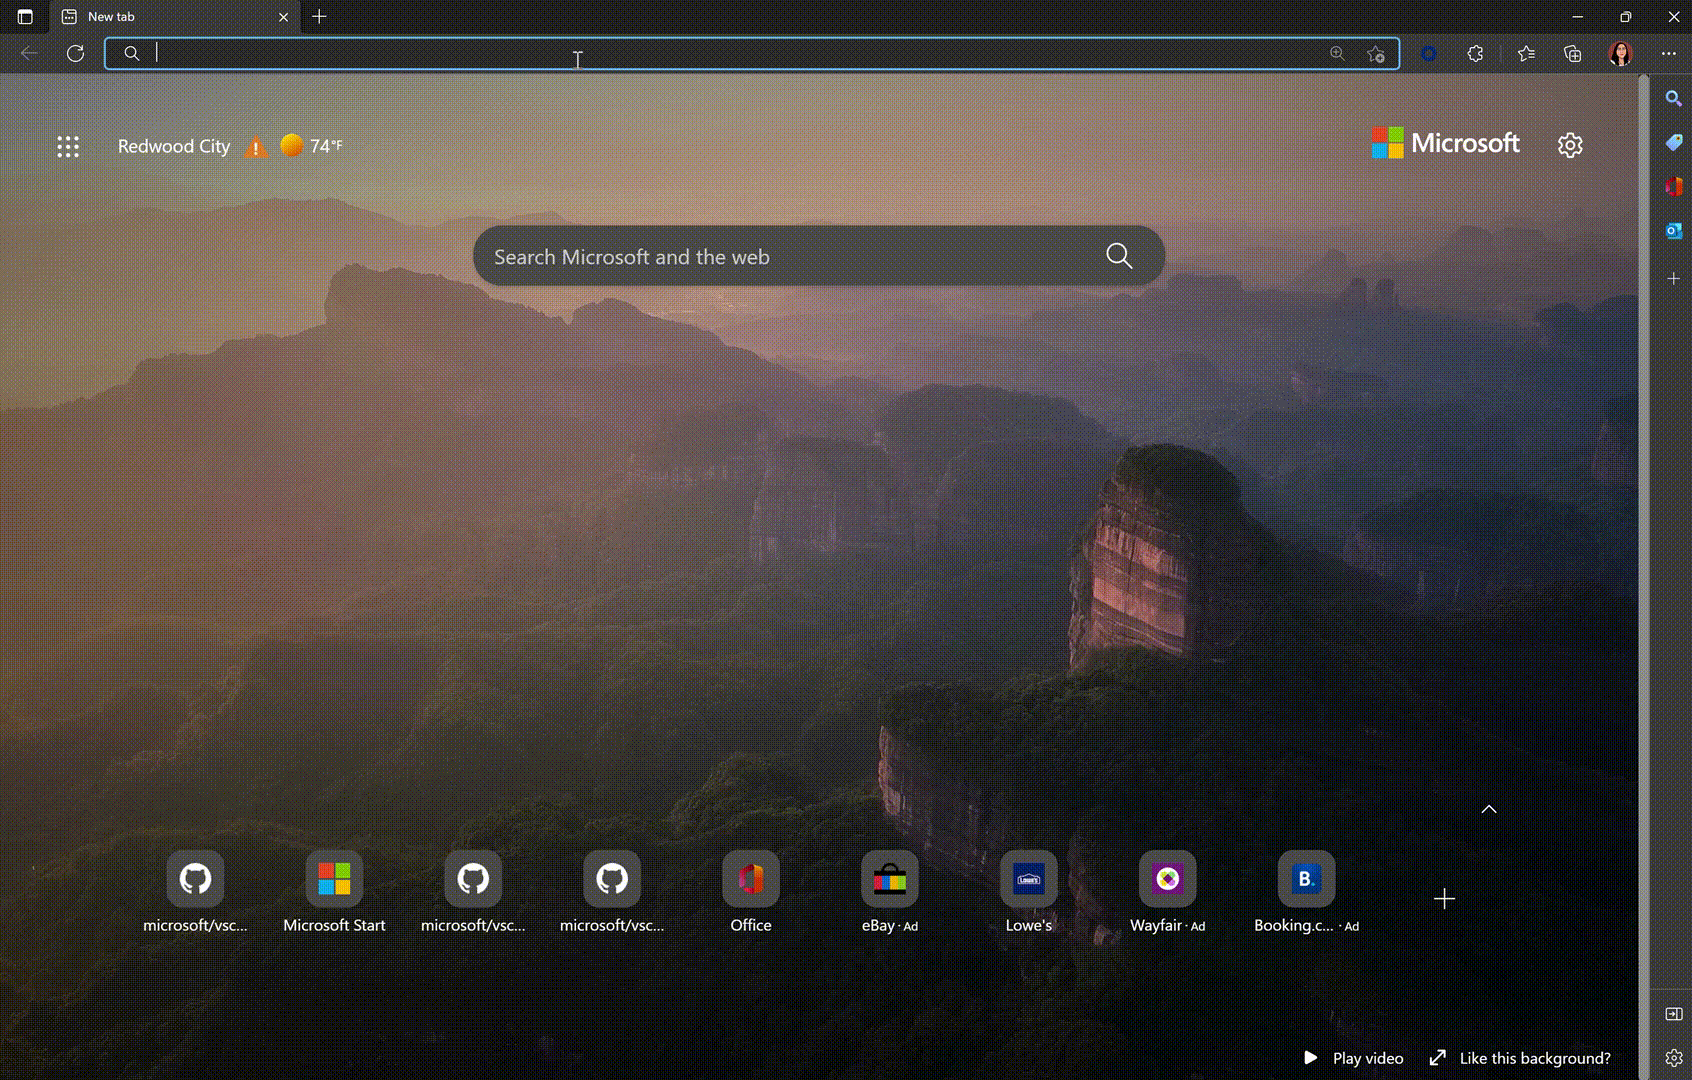 New tab
Redwood City 74°F
Microsoft
Search Microsoft and the web
microsoft/vsc...
Microsoft Start
microsoft/vsc...
microsoft/vsc...
Office
eBay · Ad
Lowe's
Wayfair · Ad
Booking.c... · Ad
B.
LOWE'S
Play video
Like this background?